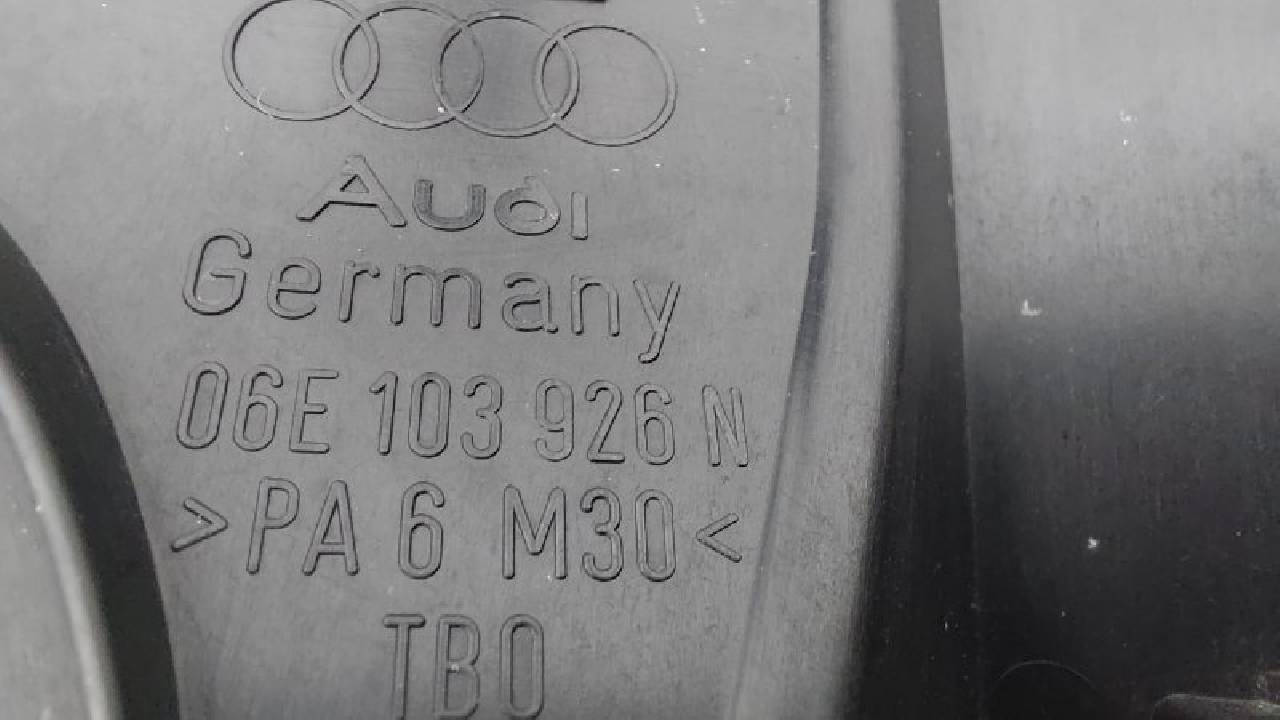 Audi
Germany
06E 103 926 N
>PA 6 M30<
TBO